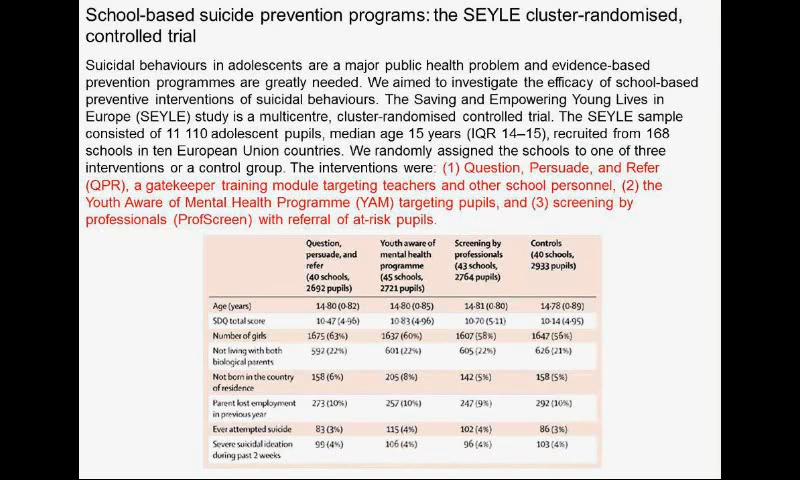 School-based suicide prevention programs: the SEYLE cluster-randomised,
controlled trial
Suicidal behaviours in adolescents are a major public health problem and evidence-based
prevention programmes are greatly needed. We aimed to investigate the efficacy of school-based
preventive interventions of suicidal behaviours. The Saving and Empowering Young Lives in
Europe (SEYLE) study is a multicentre, cluster-randomised controlled trial. The SEYLE sample
consisted of 11 110 adolescent pupils, median age 15 years (IQR 14–15), recruited from 168
schools in ten European Union countries. We randomly assigned the schools to one of three
interventions or a control group. The interventions were: (1) Question, Persuade, and Refer
(QPR), a gatekeeper training module targeting teachers and other school personnel, (2) the
Youth Aware of Mental Health Programme (YAM) targeting pupils, and (3) screening by
professionals (ProfScreen) with referral of at-risk pupils.
Question, persuade, and refer (40 schools, 2692 pupils) Youth aware of mental health programme (45 schools, 2721 pupils) Screening by professionals (43 schools, 2764 pupils) Controls (40 schools, 2933 pupils)
Age (years) 14·80 (0·82) 14·80 (0·85) 14·81 (0·80) 14·78 (0·89)
SDQ total score 10·47 (4·96) 10·83 (4·96) 10·70 (5·11) 10·14 (4·95)
Number of girls 1675 (63%) 1637 (60%) 1607 (58%) 1647 (56%)
Not living with both biological parents 592 (22%) 601 (22%) 605 (22%) 626 (21%)
Not born in the country of residence 158 (6%) 205 (8%) 142 (5%) 158 (5%)
Parent lost employment in previous year 273 (10%) 257 (10%) 247 (9%) 292 (10%)
Ever attempted suicide 83 (3%) 115 (4%) 102 (4%) 86 (3%)
Severe suicidal ideation during past 2 weeks 99 (4%) 106 (4%) 96 (4%) 103 (4%)